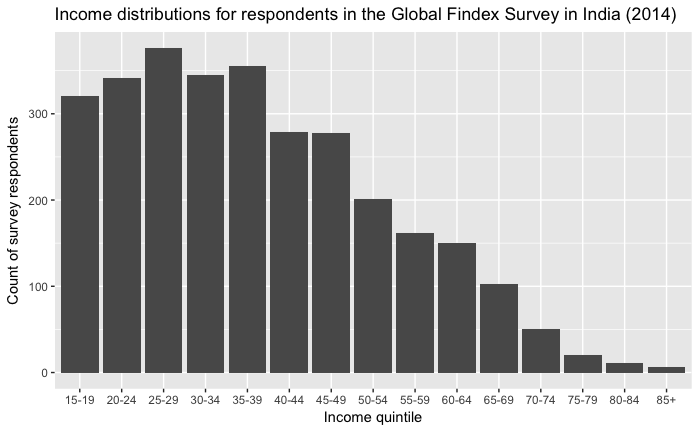 Income distributions for respondents in the Global Findex Survey in India (2014)
Count of survey respondents
300
200
100
0
15-19 20-24 25-29 30-34 35-39 40-44 45-49 50-54 55-59 60-64 65-69 70-74 75-79 80-84 85+
Income quintile